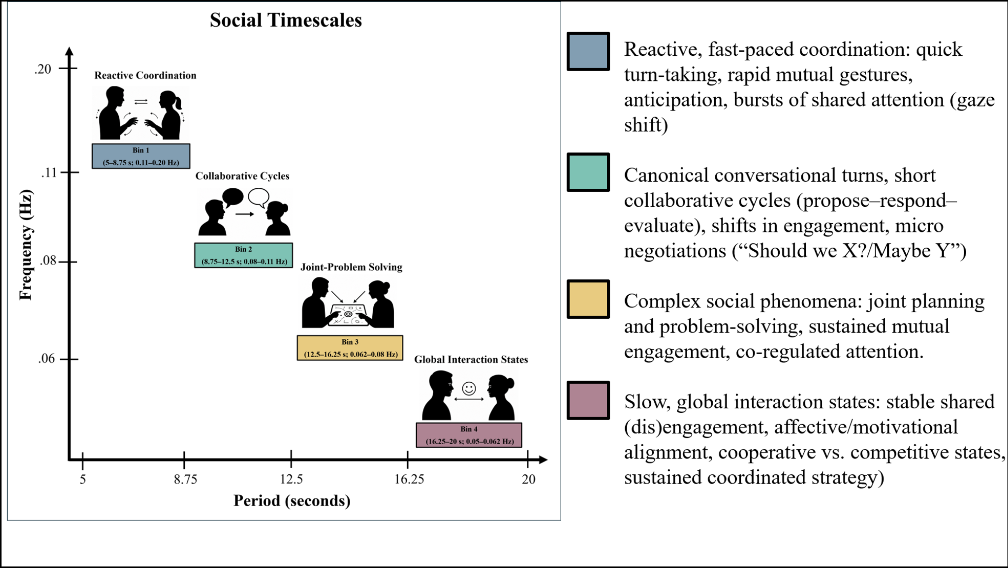 Social Timescales
.20
Reactive Coordination
Bin 1
(5–8.75 s; 0.11–0.20 Hz)
.11
Collaborative Cycles
Bin 2
(8.75–12.5 s; 0.08–0.11 Hz)
.08
Joint-Problem Solving
Bin 3
(12.5–16.25 s; 0.062–0.08 Hz)
.06
Global Interaction States
Bin 4
(16.25–20 s; 0.05–0.062 Hz)
Frequency (Hz)
5 8.75 12.5 16.25 20
Period (seconds)
Reactive, fast-paced coordination: quick
turn-taking, rapid mutual gestures,
anticipation, bursts of shared attention (gaze
shift)
Canonical conversational turns, short
collaborative cycles (propose–respond–
evaluate), shifts in engagement, micro
negotiations (“Should we X?/Maybe Y”)
Complex social phenomena: joint planning
and problem-solving, sustained mutual
engagement, co-regulated attention.
Slow, global interaction states: stable shared
(dis)engagement, affective/motivational
alignment, cooperative vs. competitive states,
sustained coordinated strategy)